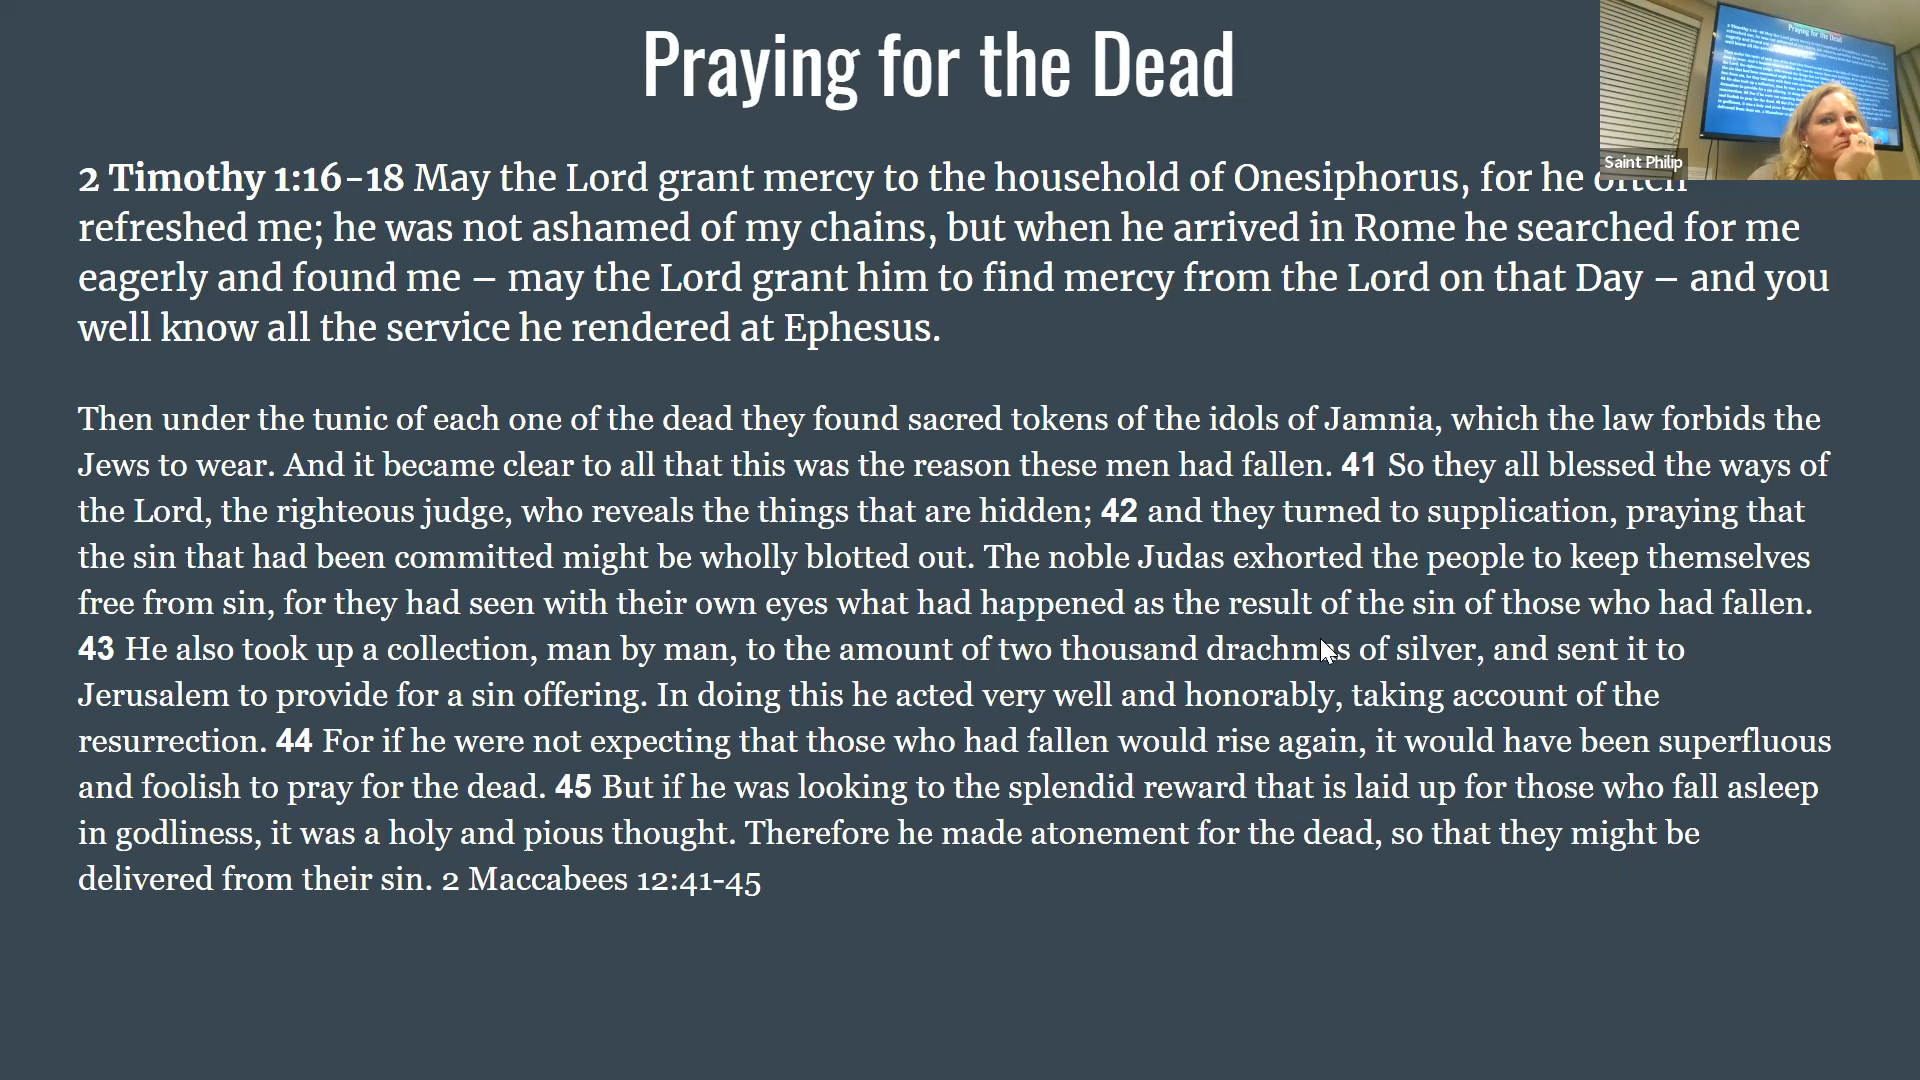 Praying for the Dead
2 Timothy 1:16-18 May the Lord grant mercy to the household of Onesiphorus, for he often
refreshed me; he was not ashamed of my chains, but when he arrived in Rome he searched for me
eagerly and found me – may the Lord grant him to find mercy from the Lord on that Day – and you
well know all the service he rendered at Ephesus.
Then under the tunic of each one of the dead they found sacred tokens of the idols of Jamnia, which the law forbids the
Jews to wear. And it became clear to all that this was the reason these men had fallen. 41 So they all blessed the ways of
the Lord, the righteous judge, who reveals the things that are hidden; 42 and they turned to supplication, praying that
the sin that had been committed might be wholly blotted out. The noble Judas exhorted the people to keep themselves
free from sin, for they had seen with their own eyes what had happened as the result of the sin of those who had fallen.
43 He also took up a collection, man by man, to the amount of two thousand drachmas of silver, and sent it to
Jerusalem to provide for a sin offering. In doing this he acted very well and honorably, taking account of the
resurrection. 44 For if he were not expecting that those who had fallen would rise again, it would have been superfluous
and foolish to pray for the dead. 45 But if he was looking to the splendid reward that is laid up for those who fall asleep
in godliness, it was a holy and pious thought. Therefore he made atonement for the dead, so that they might be
delivered from their sin. 2 Maccabees 12:41-45
Saint Philip
Praying for the Dead